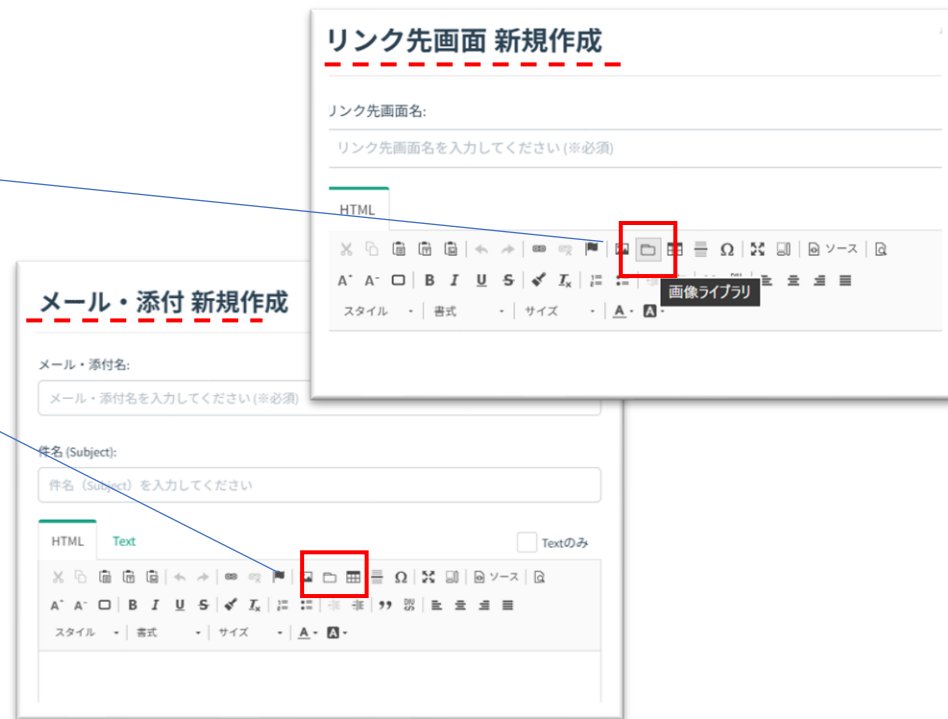 リンク先画面 新規作成
リンク先画面名:
リンク先画面名を入力してください (※必須)
HTML
Ω ソース
A+ A- B I U S Ix
画像ライブラリ
スタイル 書式 サイズ A A
メール・添付 新規作成
メール・添付名:
メール・添付名を入力してください (※必須)
件名 (Subject):
件名（Subject）を入力してください
HTML Text Textのみ
Ω ソース
A+ A- B I U S Ix DIV
スタイル 書式 サイズ A A